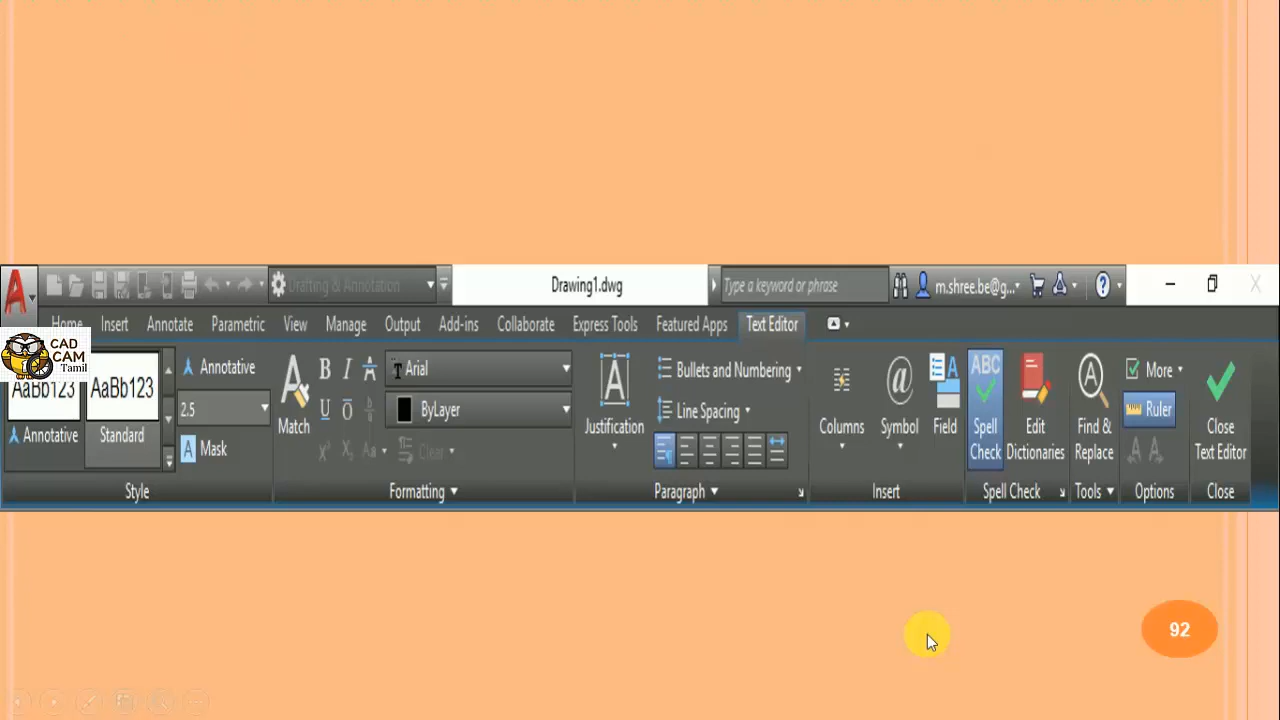 Drafting & Annotation
Drawing1.dwg
Type a keyword or phrase
m.shree.be@g...
Home Insert Annotate Parametric View Manage Output Add-ins Collaborate Express Tools Featured Apps Text Editor
CAD
CAM
Tamil
AaBb123 AaBb123
Annotative Standard
Annotative
2.5
Mask
Style
Match
B I A
U O
Arial
ByLayer
Aa Clear
Formatting
Justification
Bullets and Numbering
Line Spacing
Paragraph
Columns
Symbol
Field
Insert
ABC
Spell
Check
Edit
Dictionaries
Spell Check
Find &
Replace
Tools
More
Ruler
Options
Close
Text Editor
Close
92